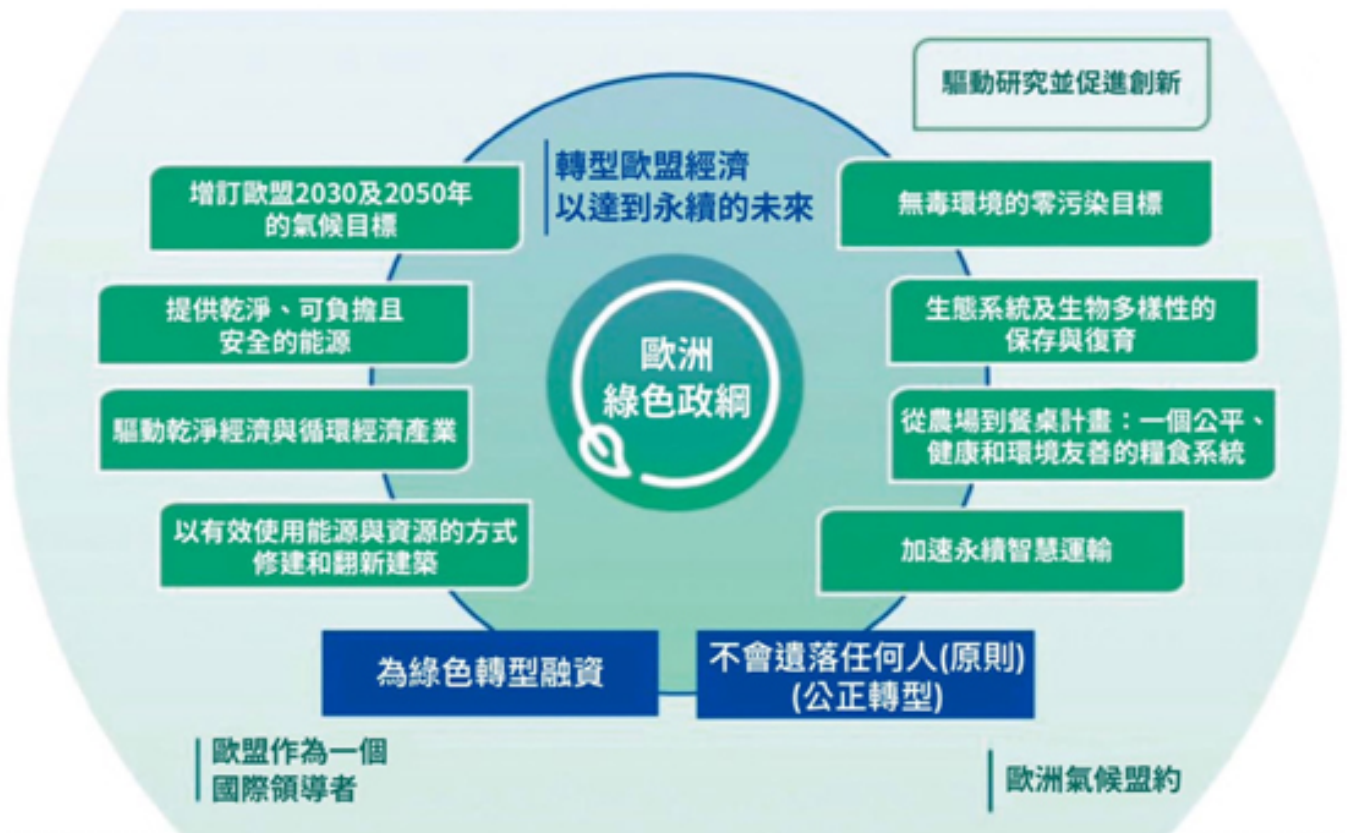 驅動研究並促進創新
轉型歐盟經濟
以達到永續的未來
增訂歐盟2030及2050年
的氣候目標
提供乾淨、可負擔且
安全的能源
驅動乾淨經濟與循環經濟產業
以有效使用能源與資源的方式
修建和翻新建築
歐洲
綠色政綱
無毒環境的零污染目標
生態系統及生物多樣性的
保存與復育
從農場到餐桌計畫：一個公平、
健康和環境友善的糧食系統
加速永續智慧運輸
為綠色轉型融資
不會遺落任何人(原則)
(公正轉型)
歐盟作為一個
國際領導者
歐洲氣候盟約